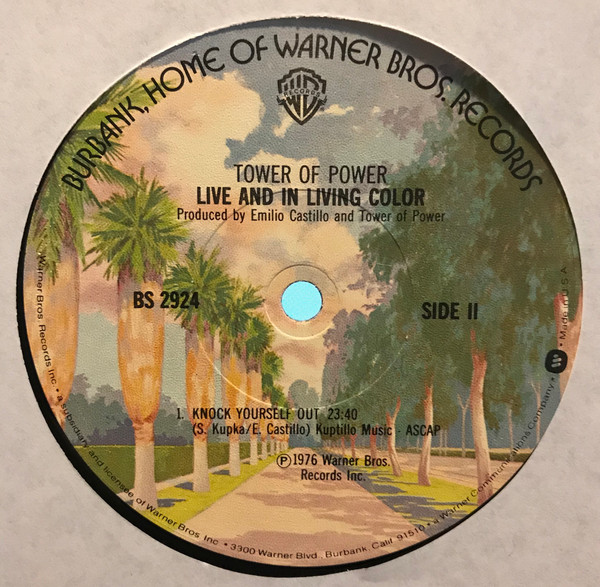 BURBANK, HOME OF WARNER BROS. RECORDS
RECORDS
TOWER OF POWER
LIVE AND IN LIVING COLOR
Produced by Emilio Castillo and Tower of Power
BS 2924
SIDE II
1. KNOCK YOURSELF OUT 23:40
(S. Kupka/E. Castillo) Kuptillo Music - ASCAP
Ⓟ1976 Warner Bros.
Records Inc.
Warner Bros. Records Inc. • a subsidiary and licensee of Warner Bros. Inc. • 3300 Warner Blvd., Burbank, Calif. 91510 • a Warner Communications Company • Made in U.S.A.